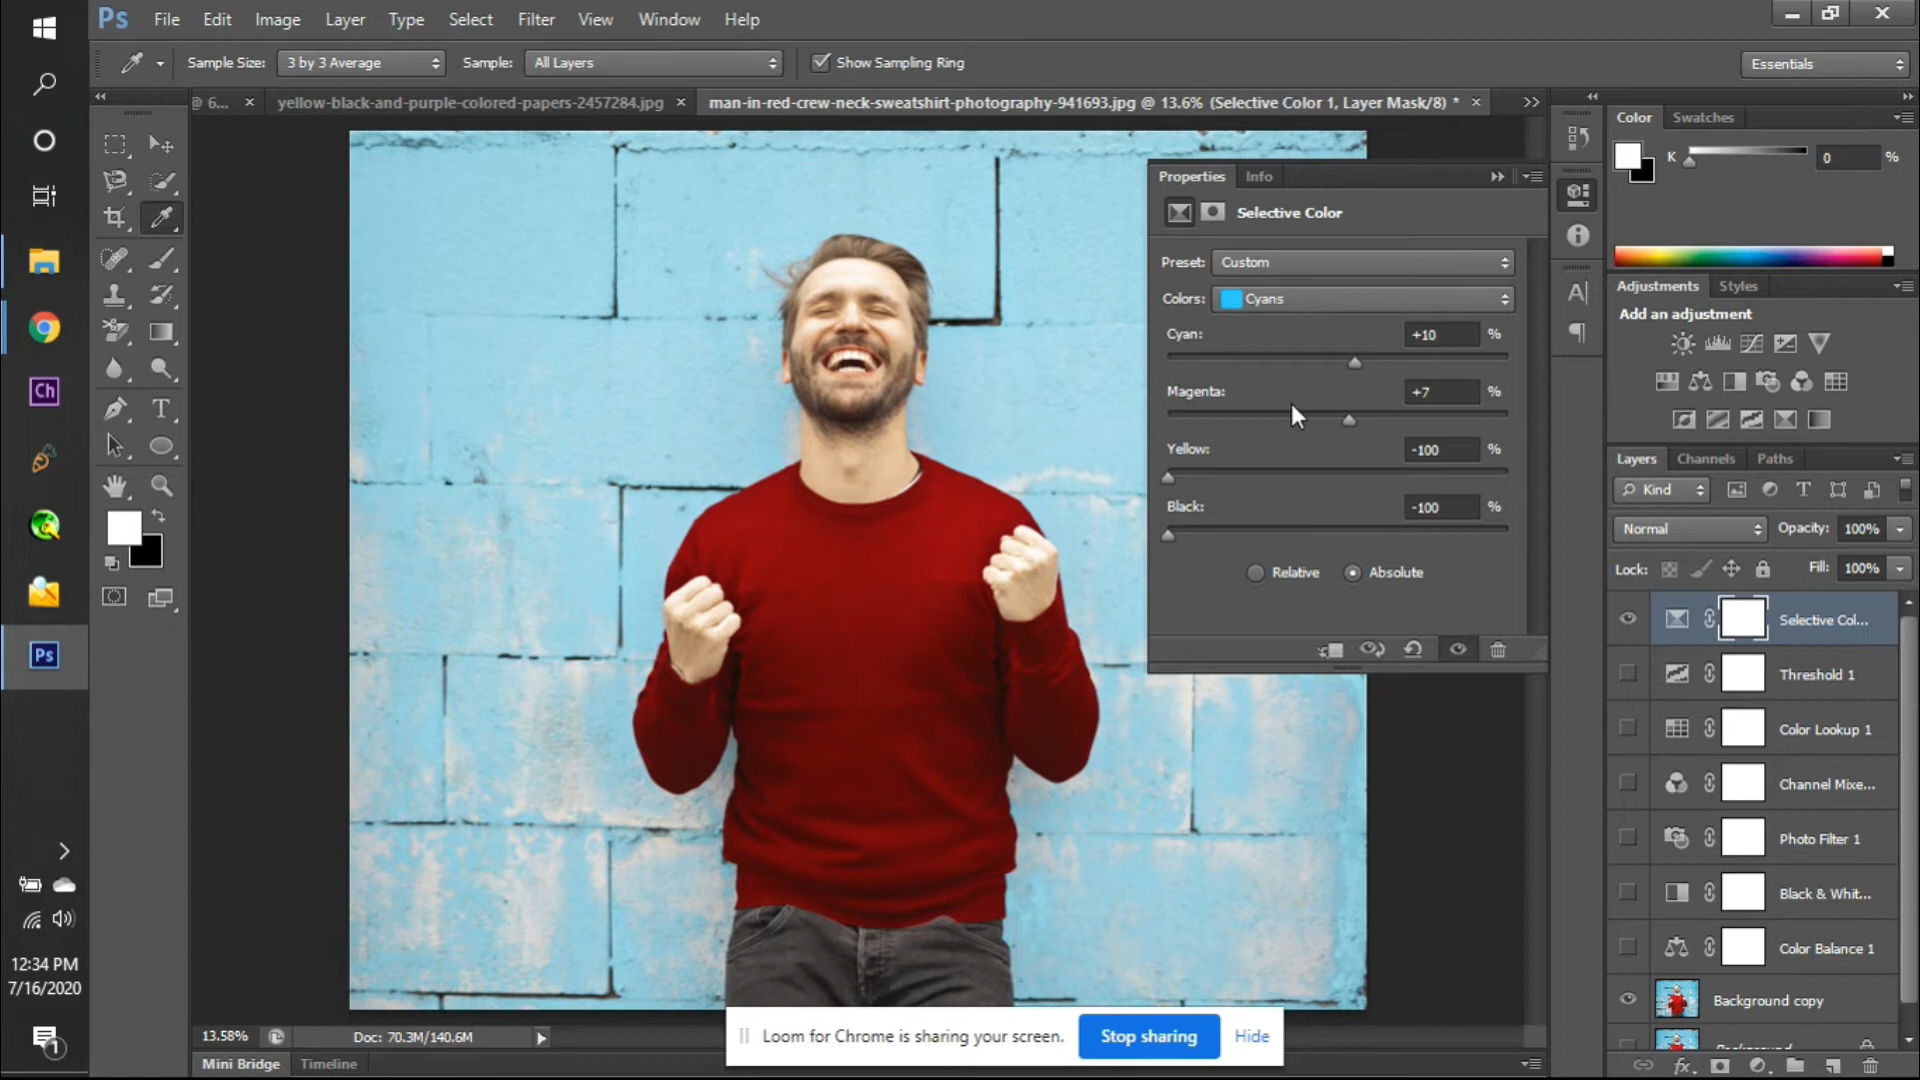 Ps File Edit Image Layer Type Select Filter View Window Help
Sample Size: 3 by 3 Average Sample: All Layers Show Sampling Ring Essentials
@ 6... × yellow-black-and-purple-colored-papers-2457284.jpg × man-in-red-crew-neck-sweatshirt-photography-941693.jpg @ 13.6% (Selective Color 1, Layer Mask/8) * ×
Color Swatches
K 0 %
Properties Info
Selective Color
Preset: Custom
Colors: Cyans
Cyan: +10 %
Magenta: +7 %
Yellow: -100 %
Black: -100 %
Relative Absolute
Adjustments Styles
Add an adjustment
Layers Channels Paths
Kind
Normal Opacity: 100%
Lock: Fill: 100%
Selective Col...
Threshold 1
Color Lookup 1
Channel Mixe...
Photo Filter 1
Black & Whit...
Color Balance 1
Background copy
Background
fx
A
T
Ch
Ps
12:34 PM
7/16/2020
1
13.58% Doc: 70.3M/140.6M
Mini Bridge Timeline
Loom for Chrome is sharing your screen. Stop sharing Hide